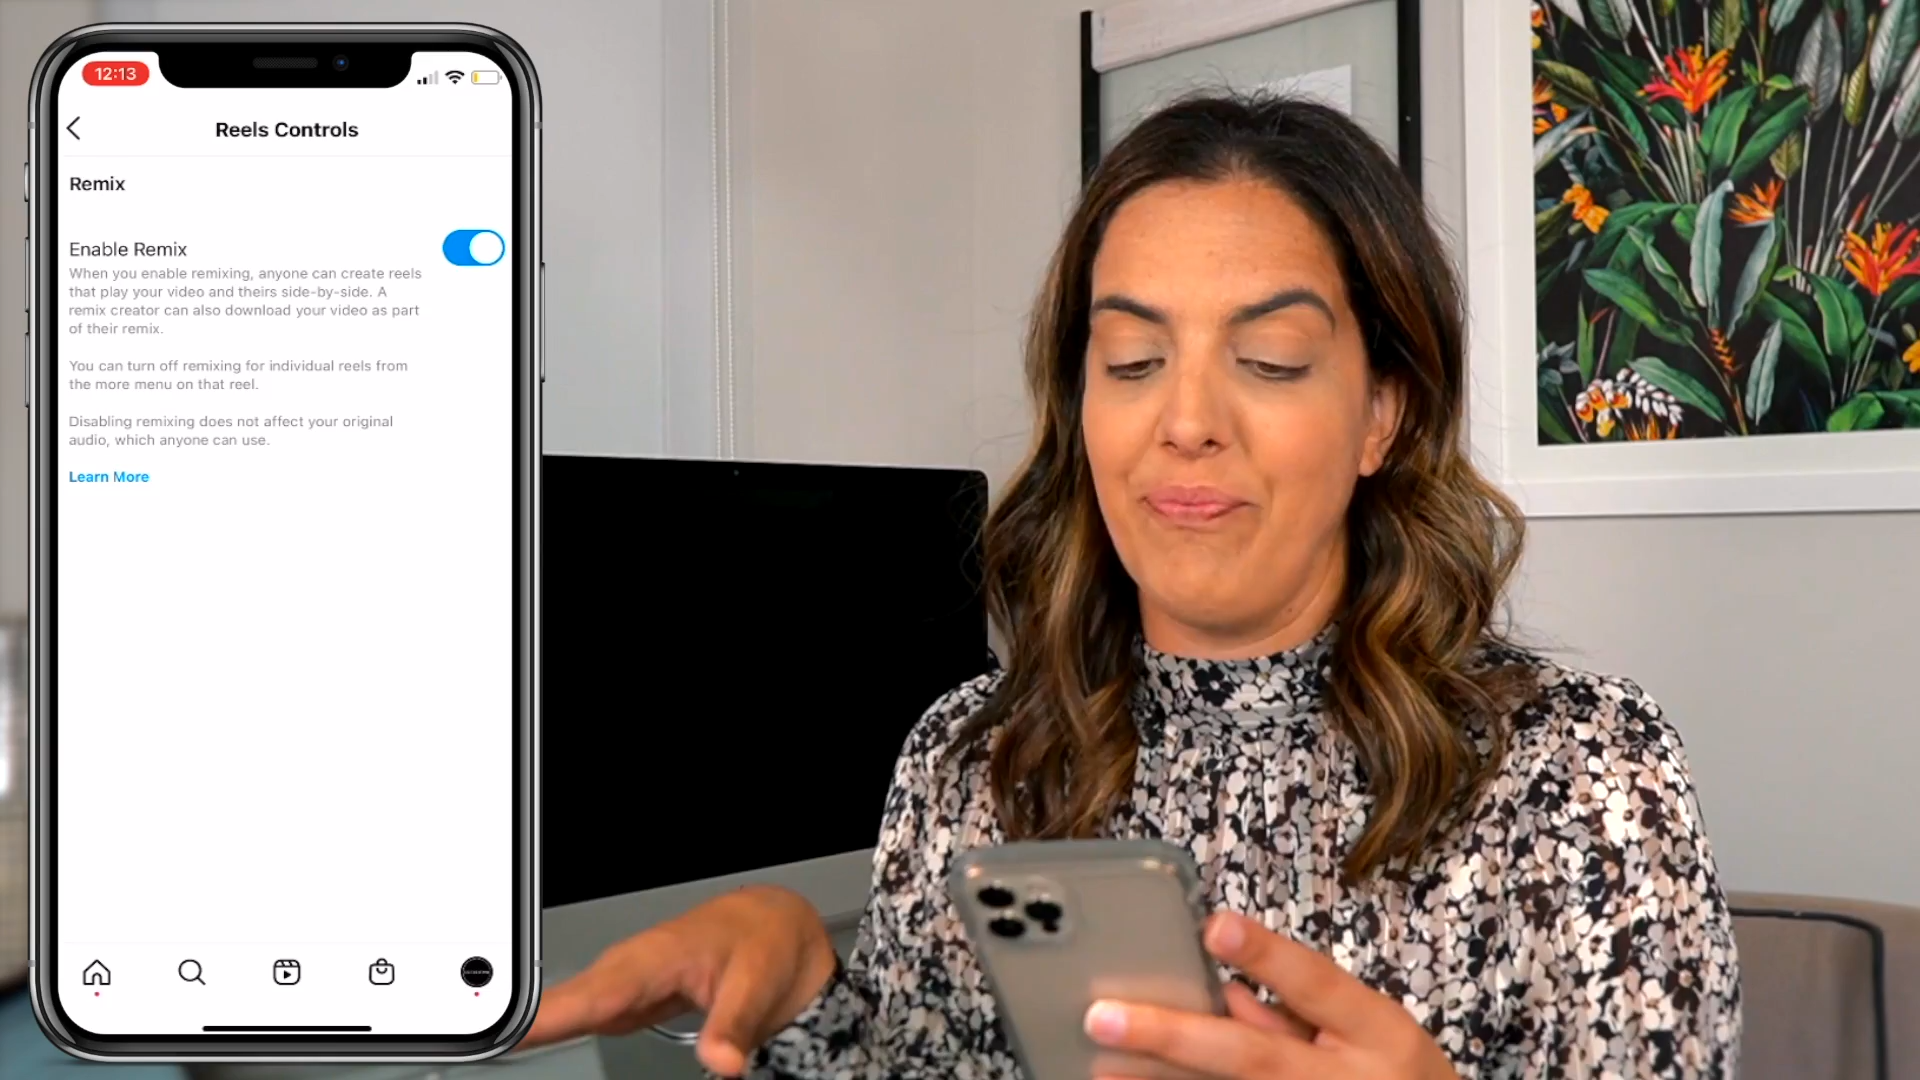 12:13
Reels Controls
Remix
Enable Remix
When you enable remixing, anyone can create reels
that play your video and theirs side-by-side. A
remix creator can also download your video as part
of their remix.
You can turn off remixing for individual reels from
the more menu on that reel.
Disabling remixing does not affect your original
audio, which anyone can use.
Learn More